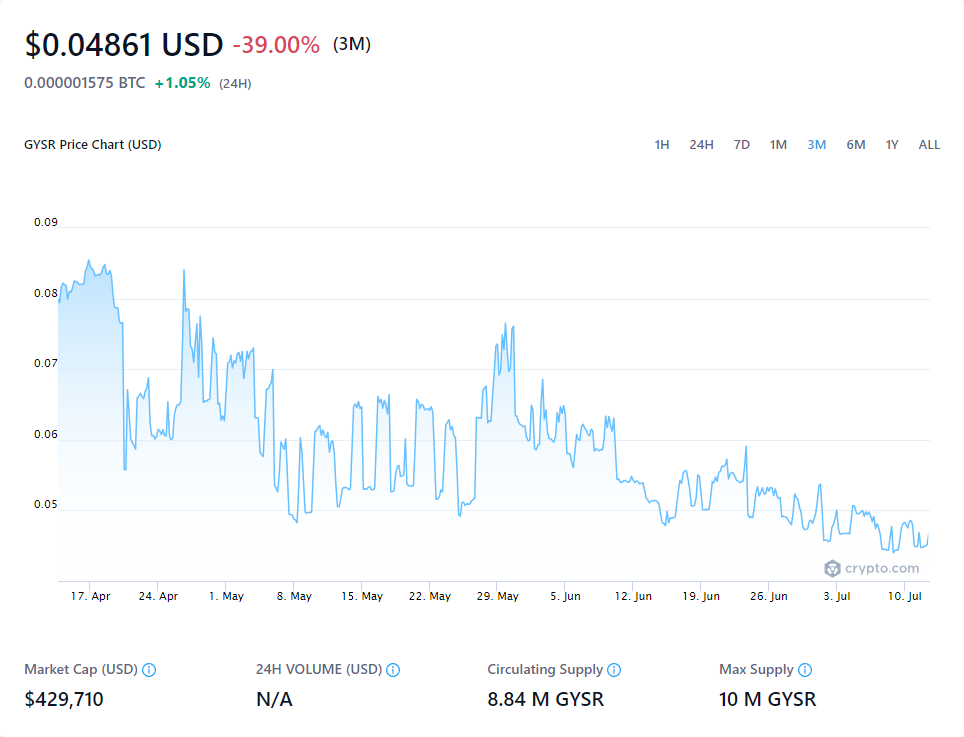 $0.04861 USD -39.00% (3M)
0.000001575 BTC +1.05% (24H)
GYSR Price Chart (USD) 1H 24H 7D 1M 3M 6M 1Y ALL
0.09
0.08
0.07
0.06
0.05
crypto.com
17. Apr 24. Apr 1. May 8. May 15. May 22. May 29. May 5. Jun 12. Jun 19. Jun 26. Jun 3. Jul 10. Jul
Market Cap (USD) 24H VOLUME (USD) Circulating Supply Max Supply
$429,710 N/A 8.84 M GYSR 10 M GYSR